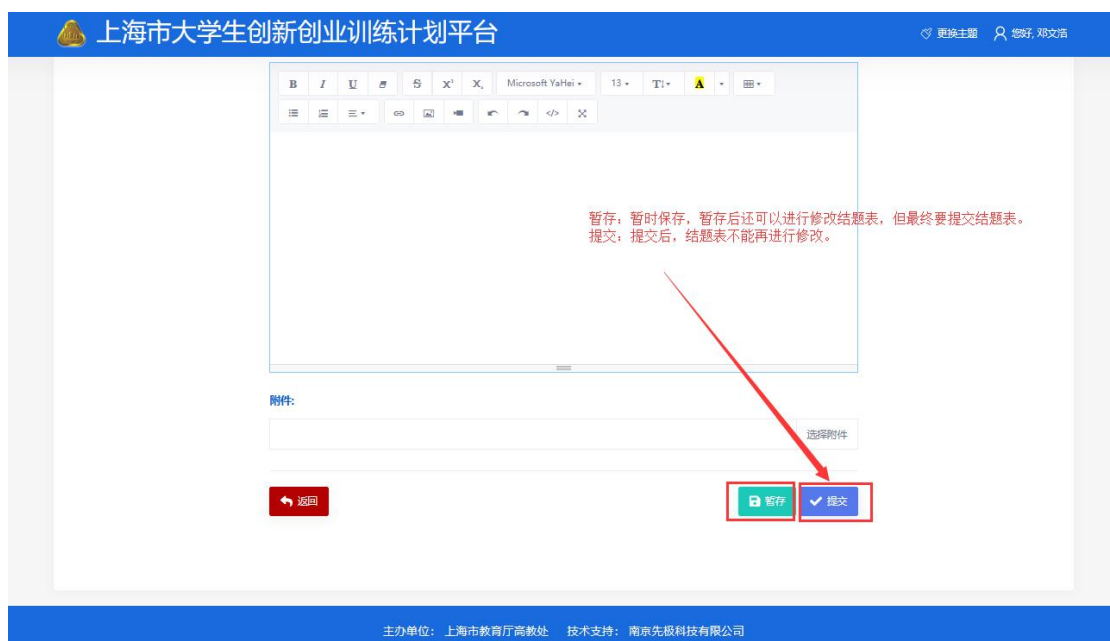 上海市大学生创新创业训练计划平台
更换主题 您好, 邓文浩
B I U S X² X₂ Microsoft YaHei 13 T A
暂存：暂时保存，暂存后还可以进行修改结题表，但最终要提交结题表。
提交：提交后，结题表不能再进行修改。
附件:
选择附件
返回 暂存 提交
主办单位： 上海市教育厅高教处 技术支持： 南京先极科技有限公司